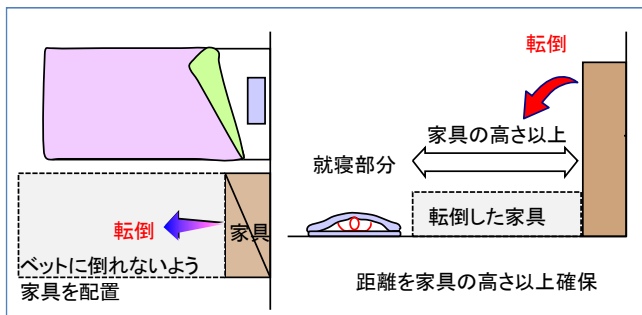 転倒
家具
ベットに倒れないよう
家具を配置
転倒
家具の高さ以上
就寝部分
転倒した家具
距離を家具の高さ以上確保